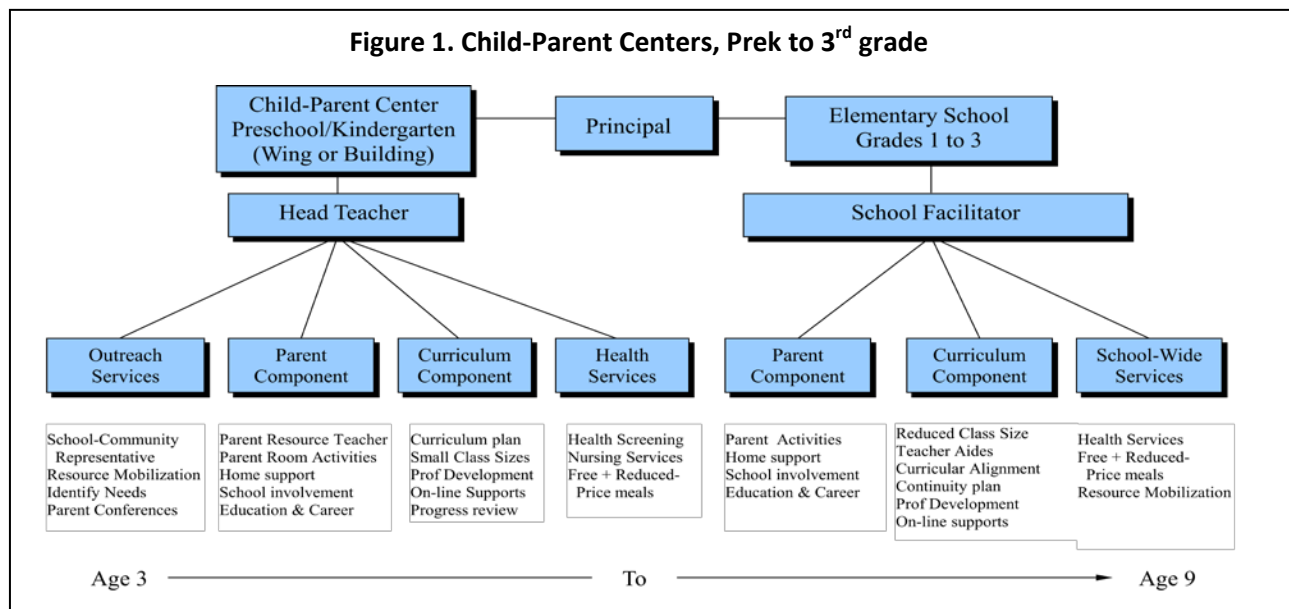 Figure 1. Child-Parent Centers, Prek to 3rd grade
Child-Parent Center
Preschool/Kindergarten
(Wing or Building)
Principal
Elementary School
Grades 1 to 3
Head Teacher
School Facilitator
Outreach
Services
Parent
Component
Curriculum
Component
Health
Services
Parent
Component
Curriculum
Component
School-Wide
Services
School-Community
Representative
Resource Mobilization
Identify Needs
Parent Conferences
Parent Resource Teacher
Parent Room Activities
Home support
School involvement
Education & Career
Curriculum plan
Small Class Sizes
Prof Development
On-line Supports
Progress review
Health Screening
Nursing Services
Free + Reduced-
Price meals
Parent Activities
Home support
School involvement
Education & Career
Reduced Class Size
Teacher Aides
Curricular Alignment
Continuity plan
Prof Development
On-line supports
Health Services
Free + Reduced-
Price meals
Resource Mobilization
Age 3
To
Age 9